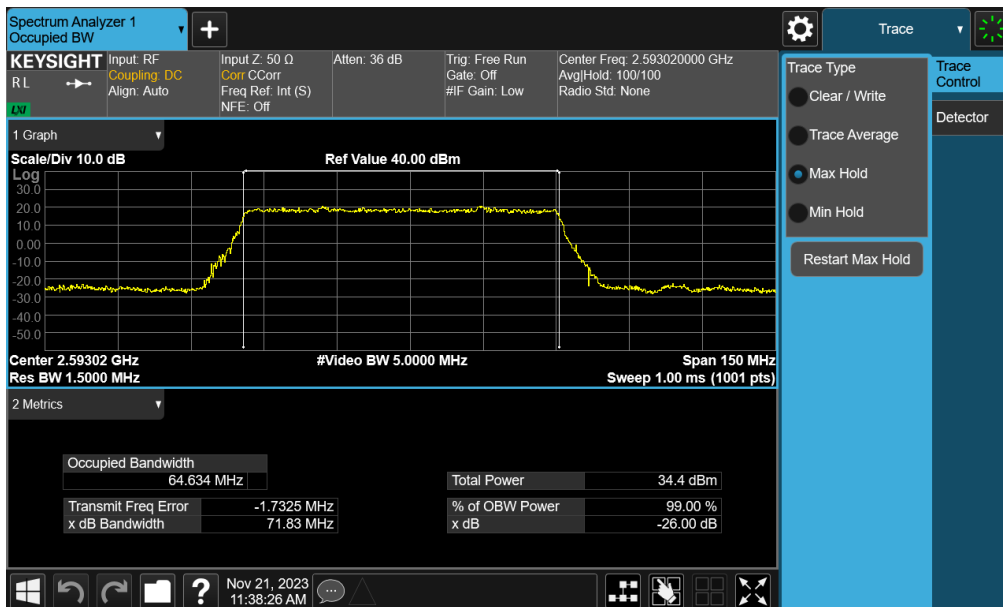 Spectrum Analyzer 1
Occupied BW
+
Trace
KEYSIGHT
R L
LXI
Input: RF
Coupling: DC
Align: Auto
Input Z: 50 Ω
Corr CCorr
Freq Ref: Int (S)
NFE: Off
Atten: 36 dB
Trig: Free Run
Gate: Off
#IF Gain: Low
Center Freq: 2.593020000 GHz
Avg|Hold: 100/100
Radio Std: None
Trace Type
Clear / Write
Trace Average
Max Hold
Min Hold
Restart Max Hold
Trace
Control
Detector
1 Graph
Scale/Div 10.0 dB
Ref Value 40.00 dBm
Log
30.0
20.0
10.0
0.00
-10.0
-20.0
-30.0
-40.0
-50.0
Center 2.59302 GHz
#Video BW 5.0000 MHz
Span 150 MHz
Res BW 1.5000 MHz
Sweep 1.00 ms (1001 pts)
2 Metrics
Occupied Bandwidth
64.634 MHz
Total Power 34.4 dBm
Transmit Freq Error -1.7325 MHz
% of OBW Power 99.00 %
x dB Bandwidth 71.83 MHz
x dB -26.00 dB
?
Nov 21, 2023
11:38:26 AM